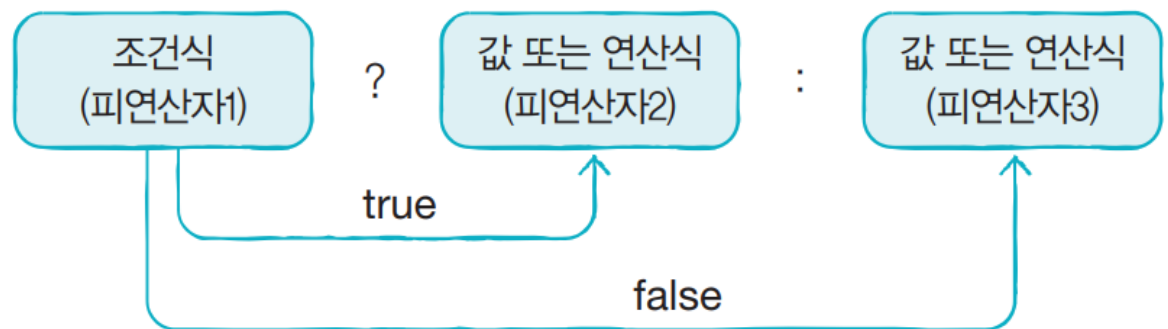 조건식
(피연산자1)
?
값 또는 연산식
(피연산자2)
:
값 또는 연산식
(피연산자3)
true
false